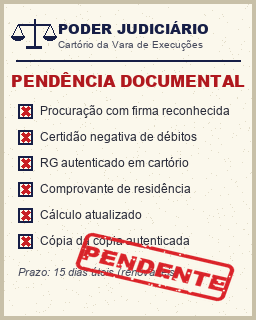 PODER JUDICIÁRIO
Cartório da Vara de Execuções
PENDÊNCIA DOCUMENTAL
Procuração com firma reconhecida
Certidão negativa de débitos
RG autenticado em cartório
Comprovante de residência
Cálculo atualizado
Cópia da cópia autenticada
PENDENTE
Prazo: 15 dias úteis (renováveis)